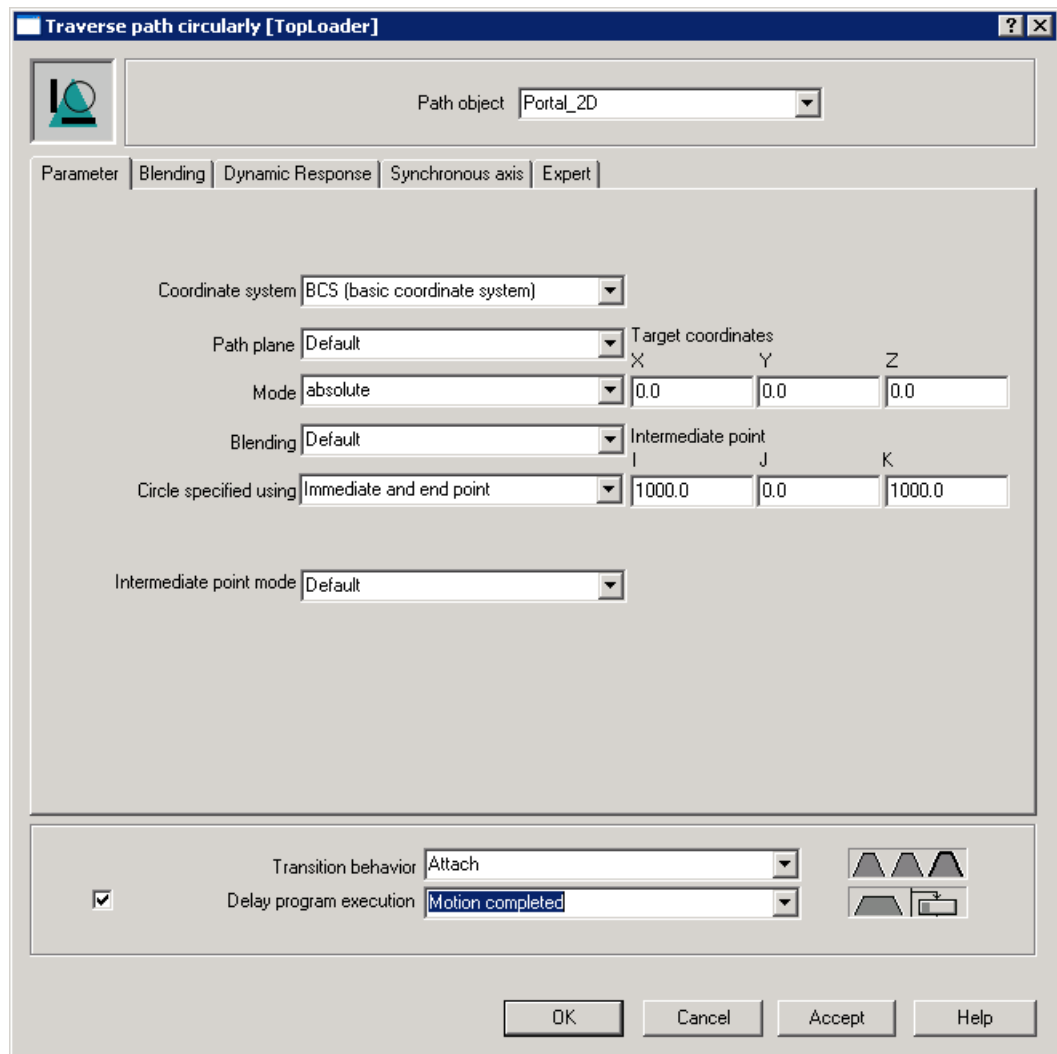 Traverse path circularly [TopLoader]
Path object Portal_2D
Parameter Blending Dynamic Response Synchronous axis Expert
Coordinate system BCS (basic coordinate system)
Path plane Default Target coordinates
X Y Z
Mode absolute 0.0 0.0 0.0
Blending Default Intermediate point
I J K
Circle specified using Immediate and end point 1000.0 0.0 1000.0
Intermediate point mode Default
Transition behavior Attach
Delay program execution Motion completed
OK Cancel Accept Help